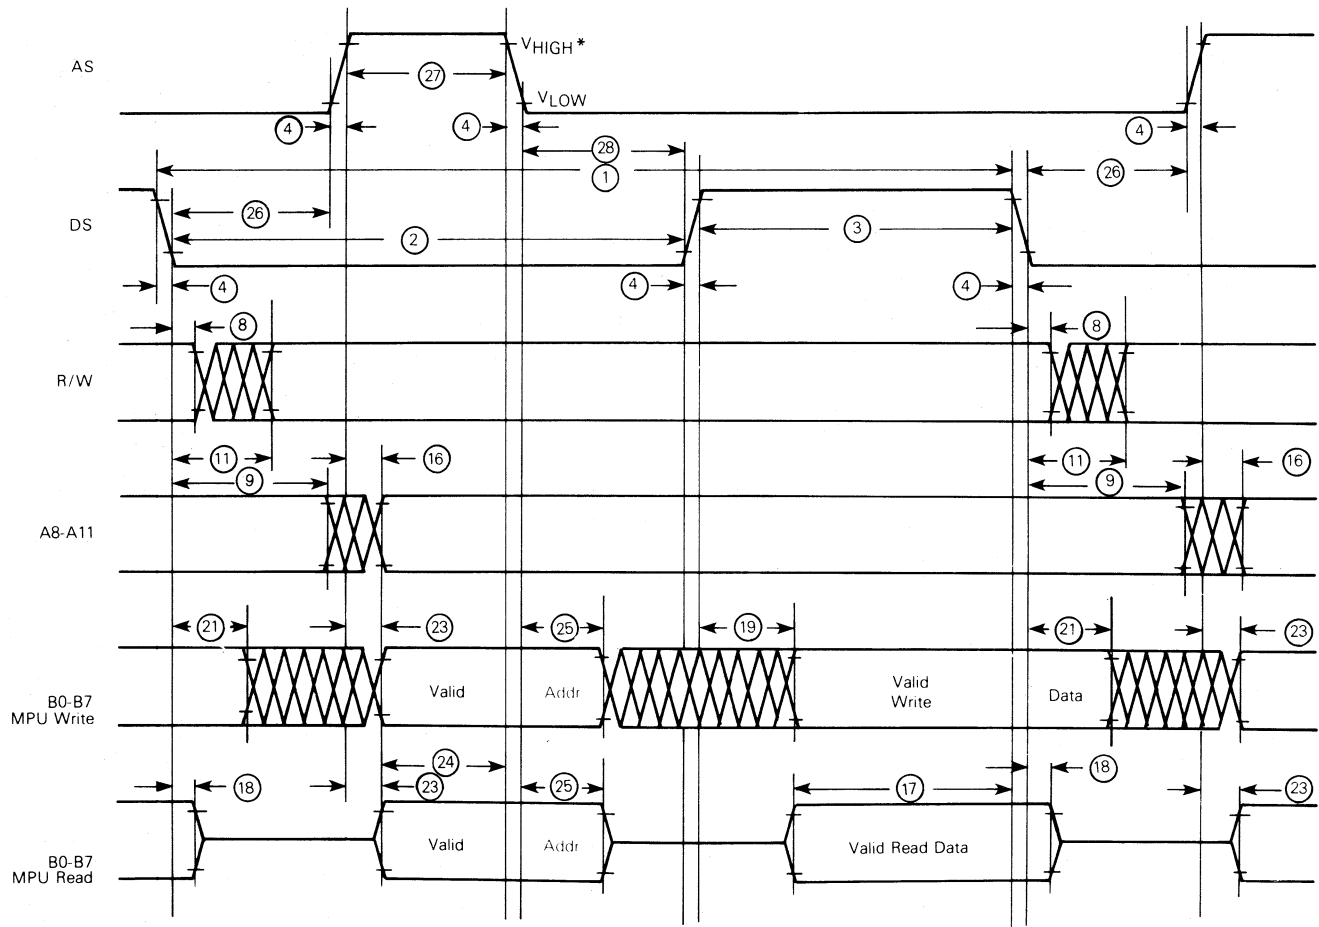 AS
VHIGH*
27
VLOW
4
4
4
28
1
26
26
DS
2
3
4
4
4
8
8
R/W
11
16
11
16
9
9
A8-A11
21
23
25
19
21
23
B0-B7
MPU Write
Valid
Addr
Valid
Write
Data
24
18
23
25
17
18
23
B0-B7
MPU Read
Valid
Addr
Valid Read Data